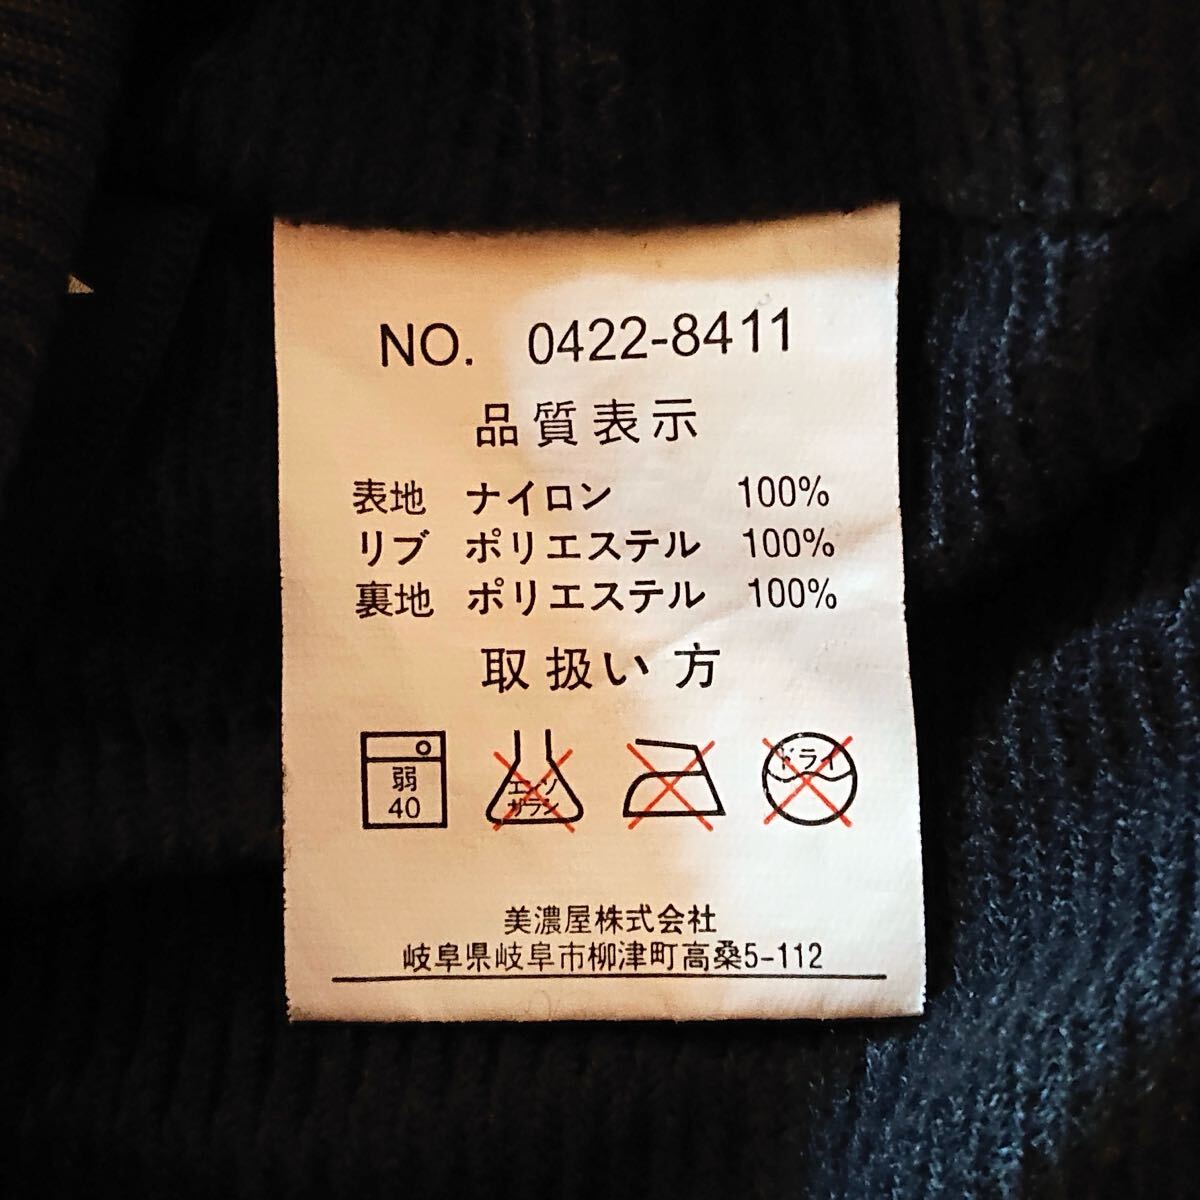 NO. 0422-8411
品質表示
表地 ナイロン 100%
リブ ポリエステル 100%
裏地 ポリエステル 100%
取扱い方
弱
40
エンソ
サラシ
ドライ
美濃屋株式会社
岐阜県岐阜市柳津町高桑5-112